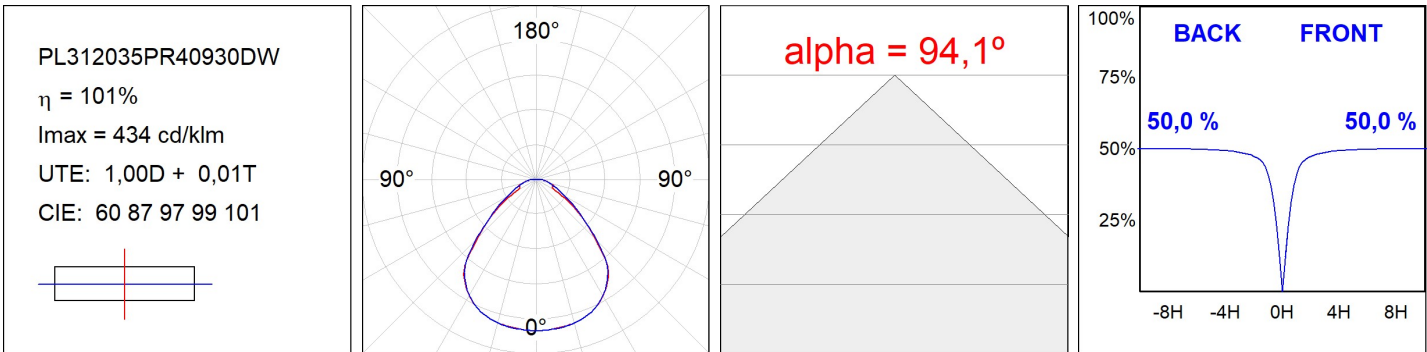 PL312035PR40930DW
η = 101%
Imax = 434 cd/klm
UTE: 1,00D + 0,01T
CIE: 60 87 97 99 101
180°
90° 90°
0°
alpha = 94,1º
100%
BACK FRONT
75%
50,0 % 50,0 %
50%
25%
-8H -4H 0H 4H 8H